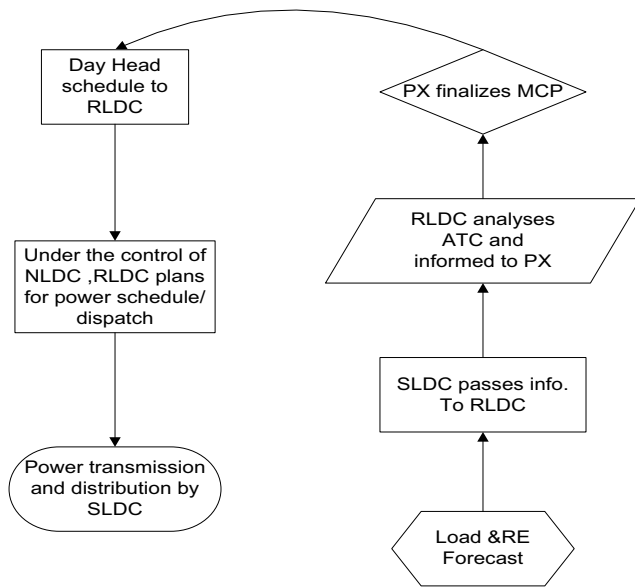 Day Head
schedule to
RLDC
PX finalizes MCP
RLDC analyses
ATC and
informed to PX
Under the control of
NLDC ,RLDC plans
for power schedule/
dispatch
SLDC passes info.
To RLDC
Power transmission
and distribution by
SLDC
Load &RE
Forecast